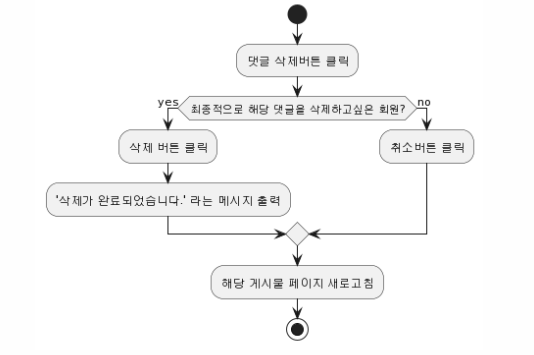 댓글 삭제버튼 클릭
yes
최종적으로 해당 댓글을 삭제하고싶은 회원?
no
삭제 버튼 클릭
취소버튼 클릭
'삭제가 완료되었습니다.' 라는 메시지 출력
해당 게시물 페이지 새로고침